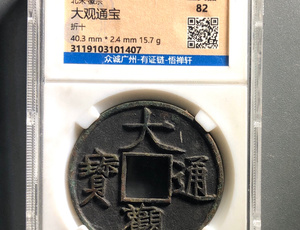 北宋·徽宗
大观通宝
82
折十
40.3 mm * 2.4 mm 15.7 g
3119103101407
众诚广州-有证链-悟禅轩
大觀通寶